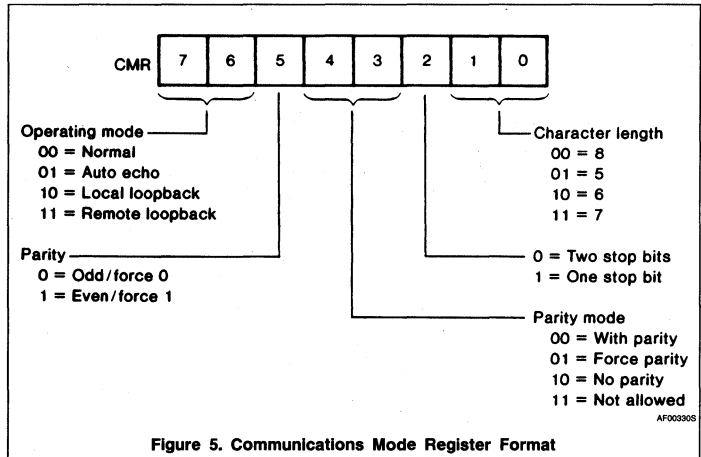 CMR 7 6 5 4 3 2 1 0
Operating mode
00 = Normal
01 = Auto echo
10 = Local loopback
11 = Remote loopback
Parity
0 = Odd/force 0
1 = Even/force 1
Character length
00 = 8
01 = 5
10 = 6
11 = 7
0 = Two stop bits
1 = One stop bit
Parity mode
00 = With parity
01 = Force parity
10 = No parity
11 = Not allowed
AF00330S
Figure 5. Communications Mode Register Format